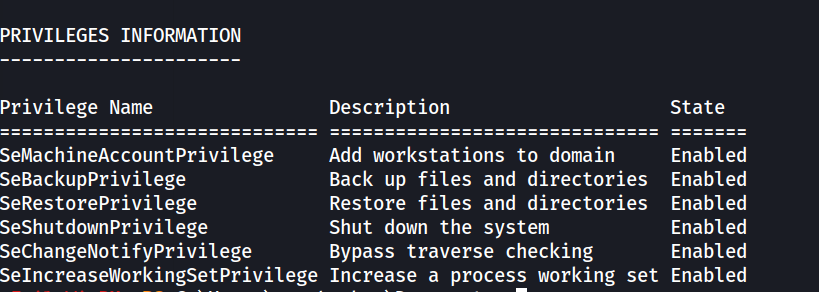 PRIVILEGES INFORMATION
----------------------
Privilege Name                Description                    State
============================= ============================== =======
SeMachineAccountPrivilege     Add workstations to domain     Enabled
SeBackupPrivilege             Back up files and directories  Enabled
SeRestorePrivilege            Restore files and directories  Enabled
SeShutdownPrivilege           Shut down the system           Enabled
SeChangeNotifyPrivilege       Bypass traverse checking       Enabled
SeIncreaseWorkingSetPrivilege Increase a process working set Enabled